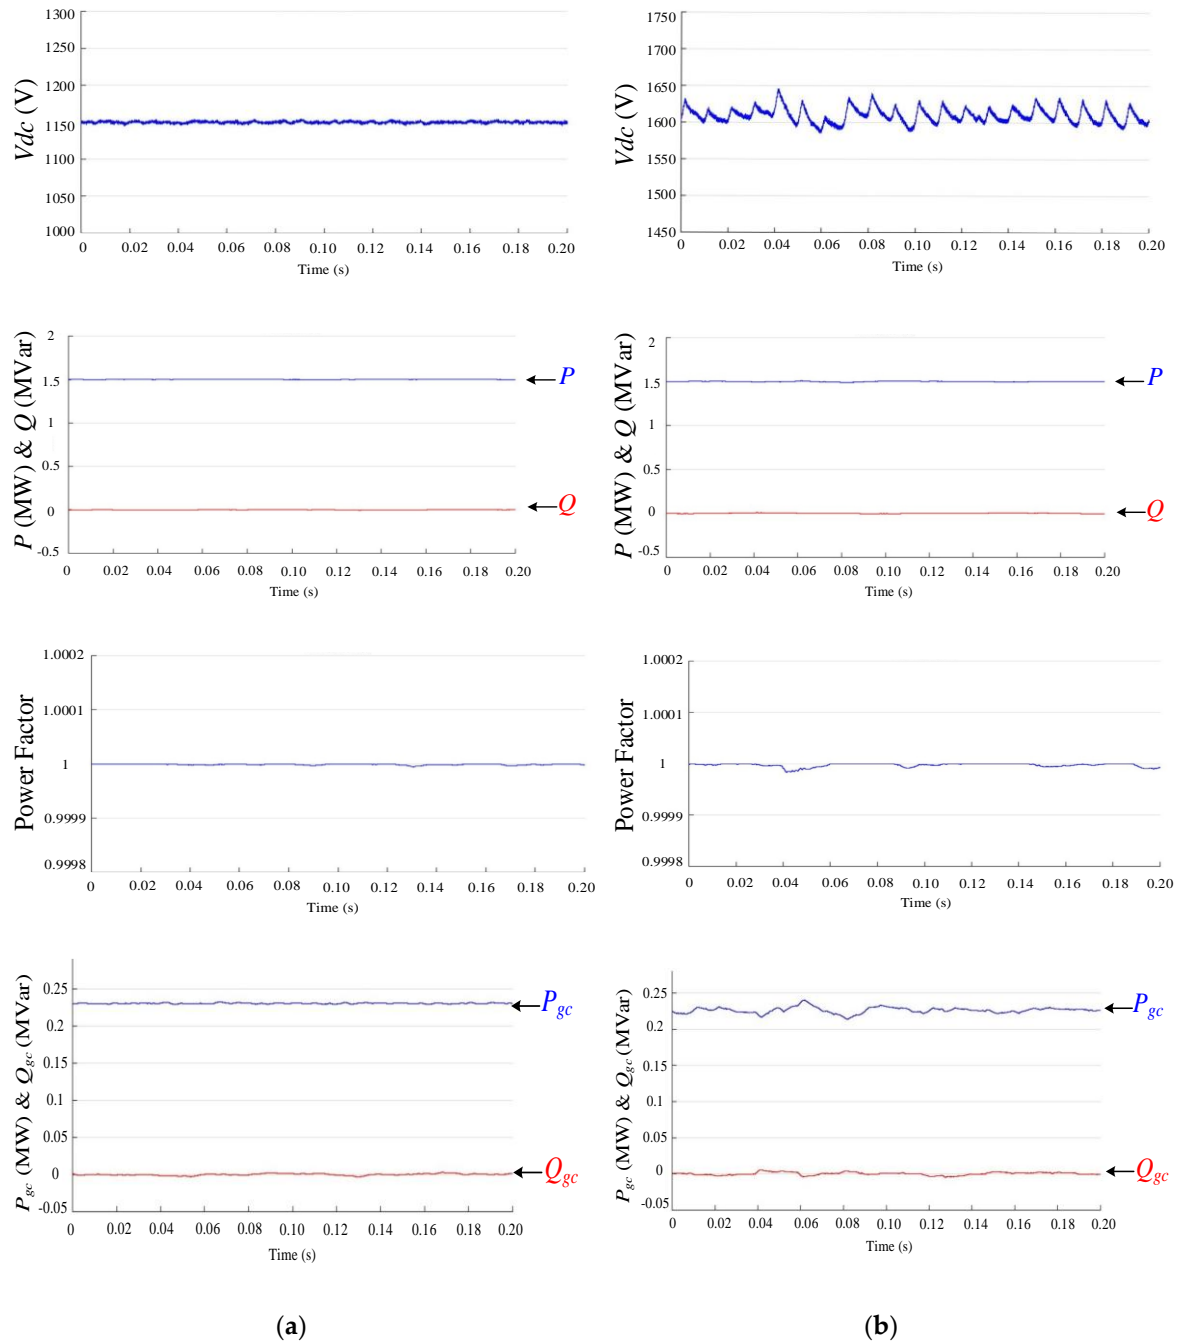 1300
1250
1200
1150
1100
1050
1000
Vdc (V)
0 0.02 0.04 0.06 0.08 0.10 0.12 0.14 0.16 0.18 0.20
Time (s)
1750
1700
1650
1600
1550
1500
1450
Vdc (V)
0 0.02 0.04 0.06 0.08 0.10 0.12 0.14 0.16 0.18 0.20
Time (s)
2
1.5
1
0.5
0
-0.5
P (MW) & Q (MVar)
P
Q
0 0.02 0.04 0.06 0.08 0.10 0.12 0.14 0.16 0.18 0.20
Time (s)
2
1.5
1
0.5
0
-0.5
P (MW) & Q (MVar)
P
Q
0 0.02 0.04 0.06 0.08 0.10 0.12 0.14 0.16 0.18 0.20
Time (s)
1.0002
1.0001
1
0.9999
0.9998
Power Factor
0 0.02 0.04 0.06 0.08 0.10 0.12 0.14 0.16 0.18 0.20
Time (s)
1.0002
1.0001
1
0.9999
0.9998
Power Factor
0 0.02 0.04 0.06 0.08 0.10 0.12 0.14 0.16 0.18 0.20
Time (s)
0.25
0.2
0.15
0.1
0.05
0
-0.05
Pgc (MW) & Qgc (MVar)
Pgc
Qgc
0 0.02 0.04 0.06 0.08 0.10 0.12 0.14 0.16 0.18 0.20
Time (s)
0.25
0.2
0.15
0.1
0.05
0
-0.05
Pgc (MW) & Qgc (MVar)
Pgc
Qgc
0 0.02 0.04 0.06 0.08 0.10 0.12 0.14 0.16 0.18 0.20
Time (s)
(a)
(b)